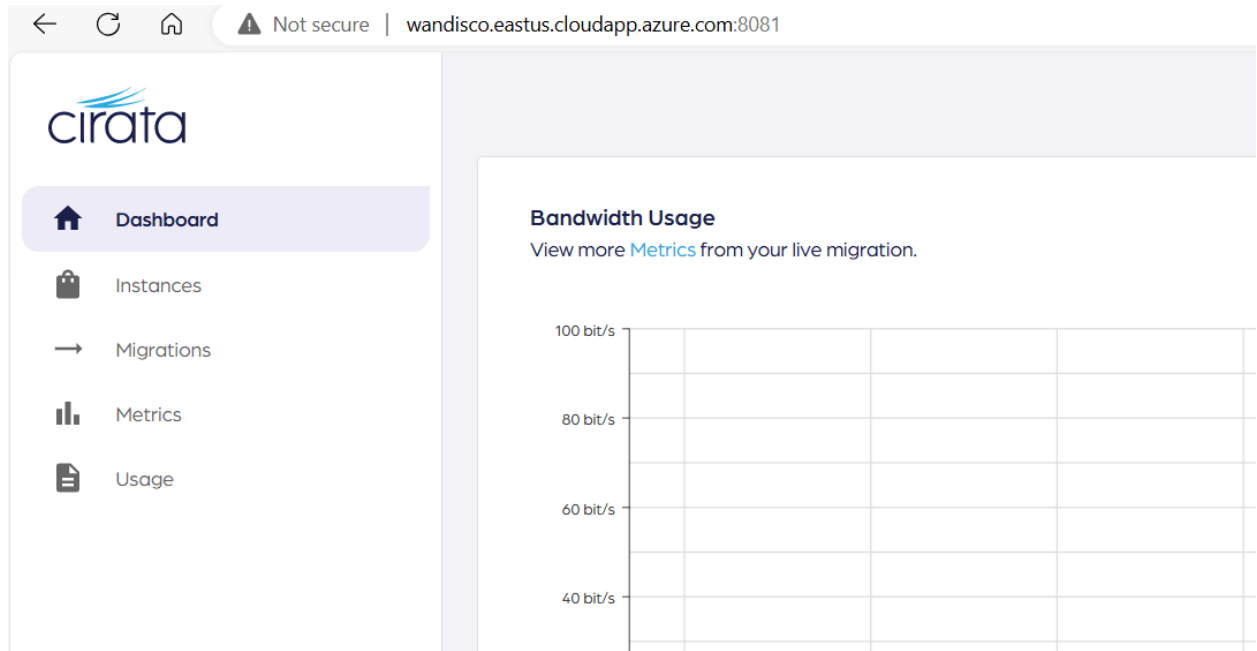 Not secure | wandisco.eastus.cloudapp.azure.com:8081
cirata
Dashboard
Instances
Migrations
Metrics
Usage
Bandwidth Usage
View more Metrics from your live migration.
100 bit/s
80 bit/s
60 bit/s
40 bit/s